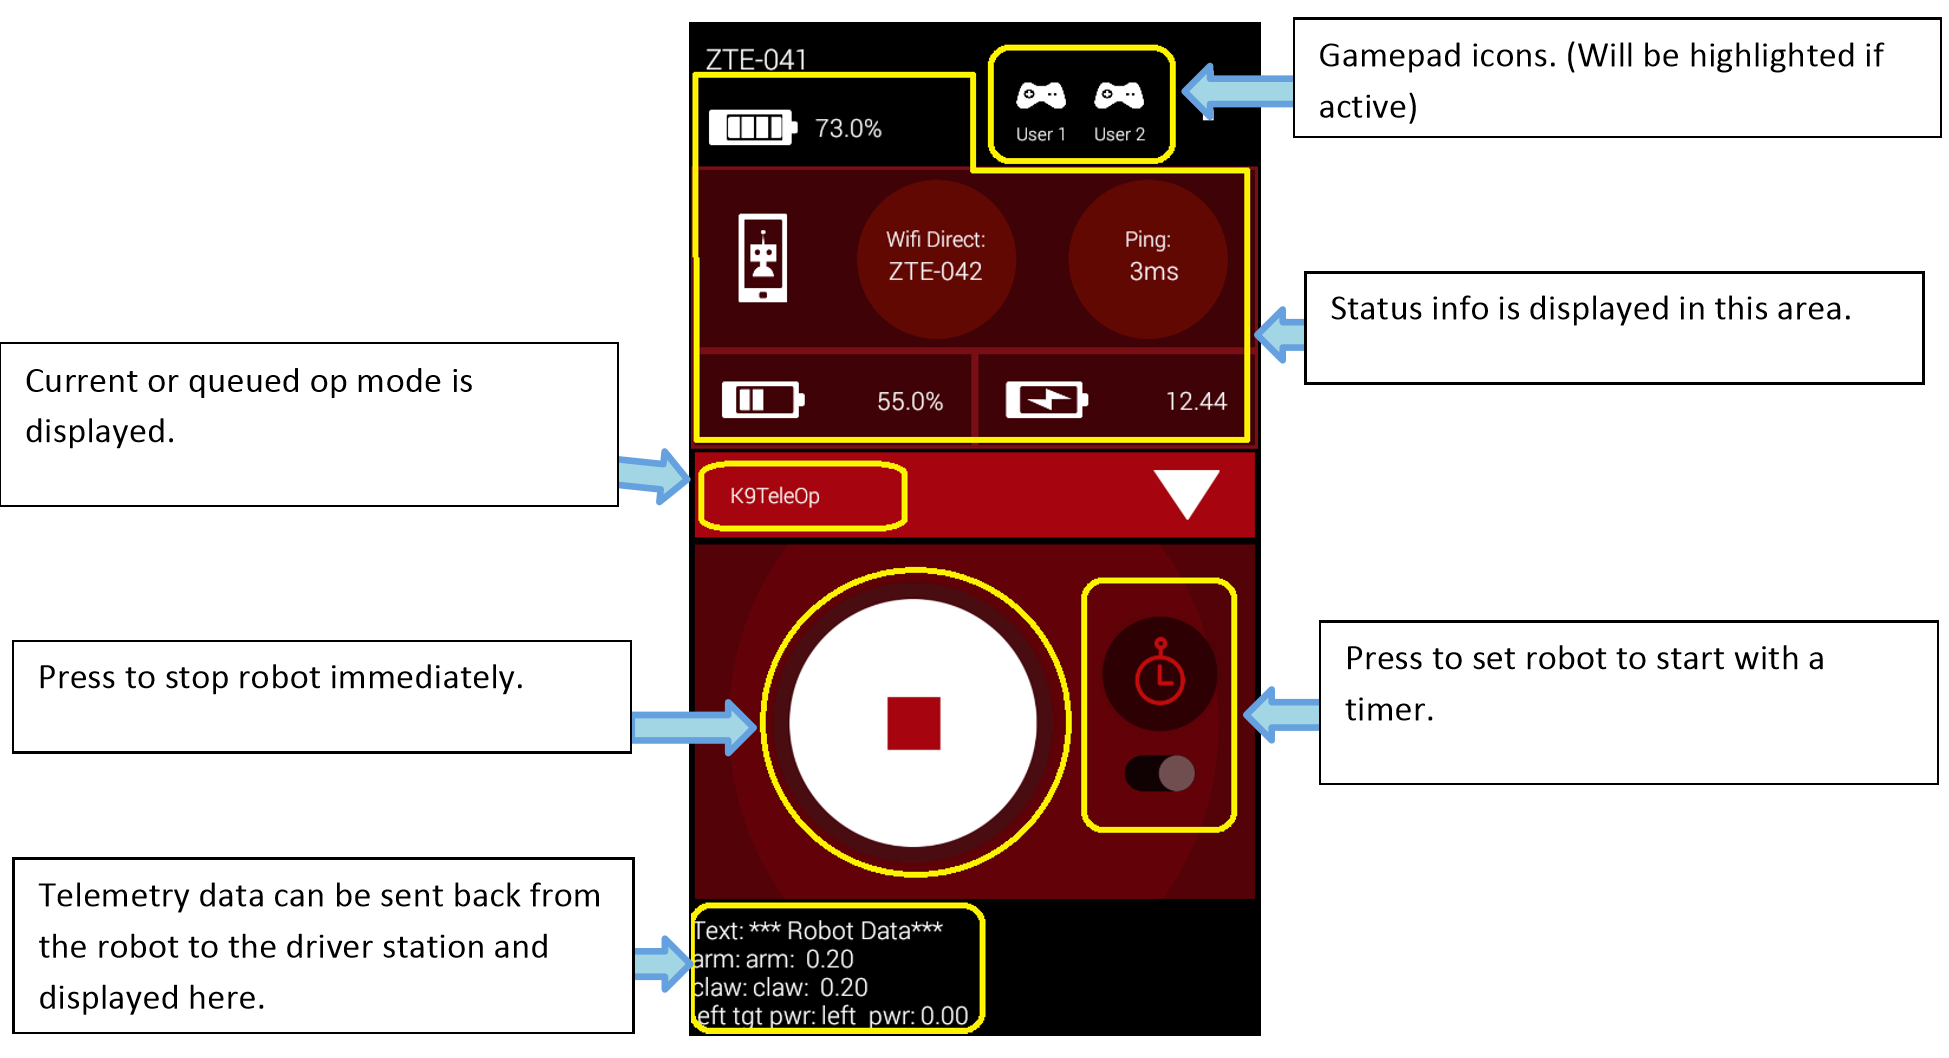 ZTE-041
73.0%
User 1 User 2
Gamepad icons. (Will be highlighted if
active)
Wifi Direct:
ZTE-042
Ping:
3ms
Status info is displayed in this area.
55.0%
12.44
Current or queued op mode is
displayed.
K9TeleOp
Press to stop robot immediately.
Press to set robot to start with a
timer.
Telemetry data can be sent back from
the robot to the driver station and
displayed here.
Text: *** Robot Data***
arm: arm: 0.20
claw: claw: 0.20
left tgt pwr: left pwr: 0.00